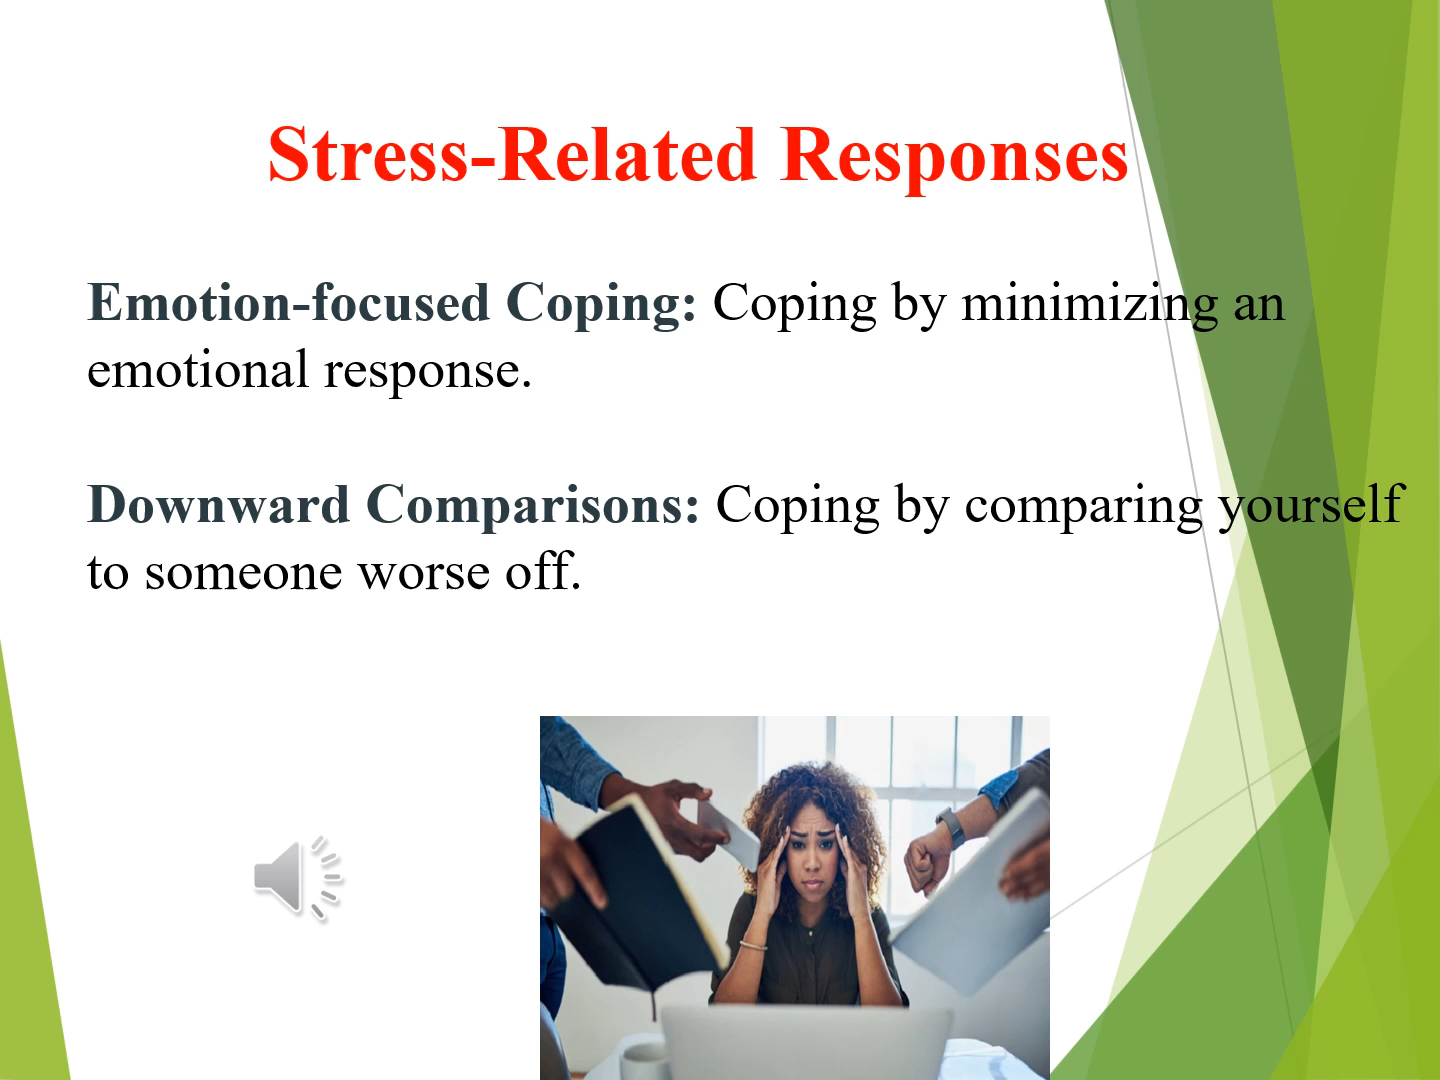 Stress-Related Responses
Emotion-focused Coping: Coping by minimizing an
emotional response.
Downward Comparisons: Coping by comparing yourself
to someone worse off.